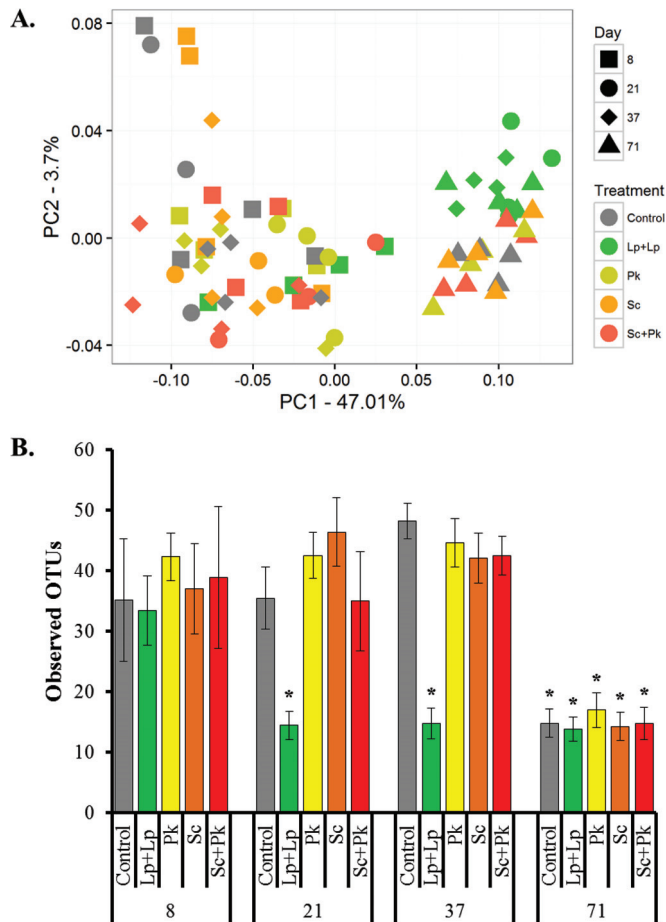 A.
0.08
0.04
0.00
-0.04
PC2 - 3.7%
-0.10
-0.05
0.00
0.05
0.10
PC1 - 47.01%
Day
8
21
37
71
Treatment
Control
Lp+Lp
Pk
Sc
Sc+Pk
B.
60
50
40
30
20
10
0
Observed OTUs
*
*
*
*
*
*
*
Control
Lp+Lp
Pk
Sc
Sc+Pk
Control
Lp+Lp
Pk
Sc
Sc+Pk
Control
Lp+Lp
Pk
Sc
Sc+Pk
Control
Lp+Lp
Pk
Sc
Sc+Pk
8
21
37
71